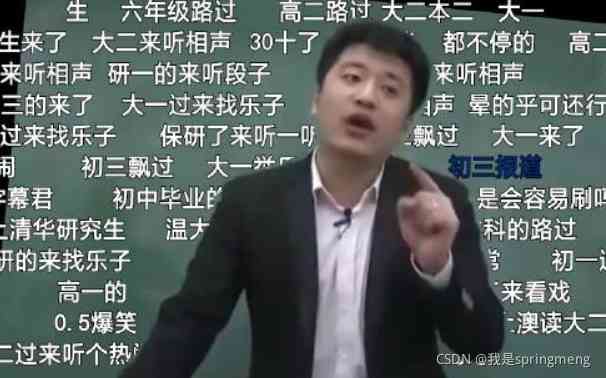 生 六年级路过 高二路过 大二本二 大一
生来了 大二来听相声 30十了 都不停的 高二
来听相声 研一的来听段子 来听相声
三的来了 大一过来找乐子 相声 晕的乎可还行
过来找乐子 保研了来听一听 飘过 大一来了
闹 初三飘过 大一 初三报道
字幕君 初中毕业的 是会容易刷吗
上清华研究生 温大 科的路过
研的来找乐子 常 初一
高一的 来看戏
0.5爆笑 澳读大二
二过来听个热
CSDN @我是springmeng